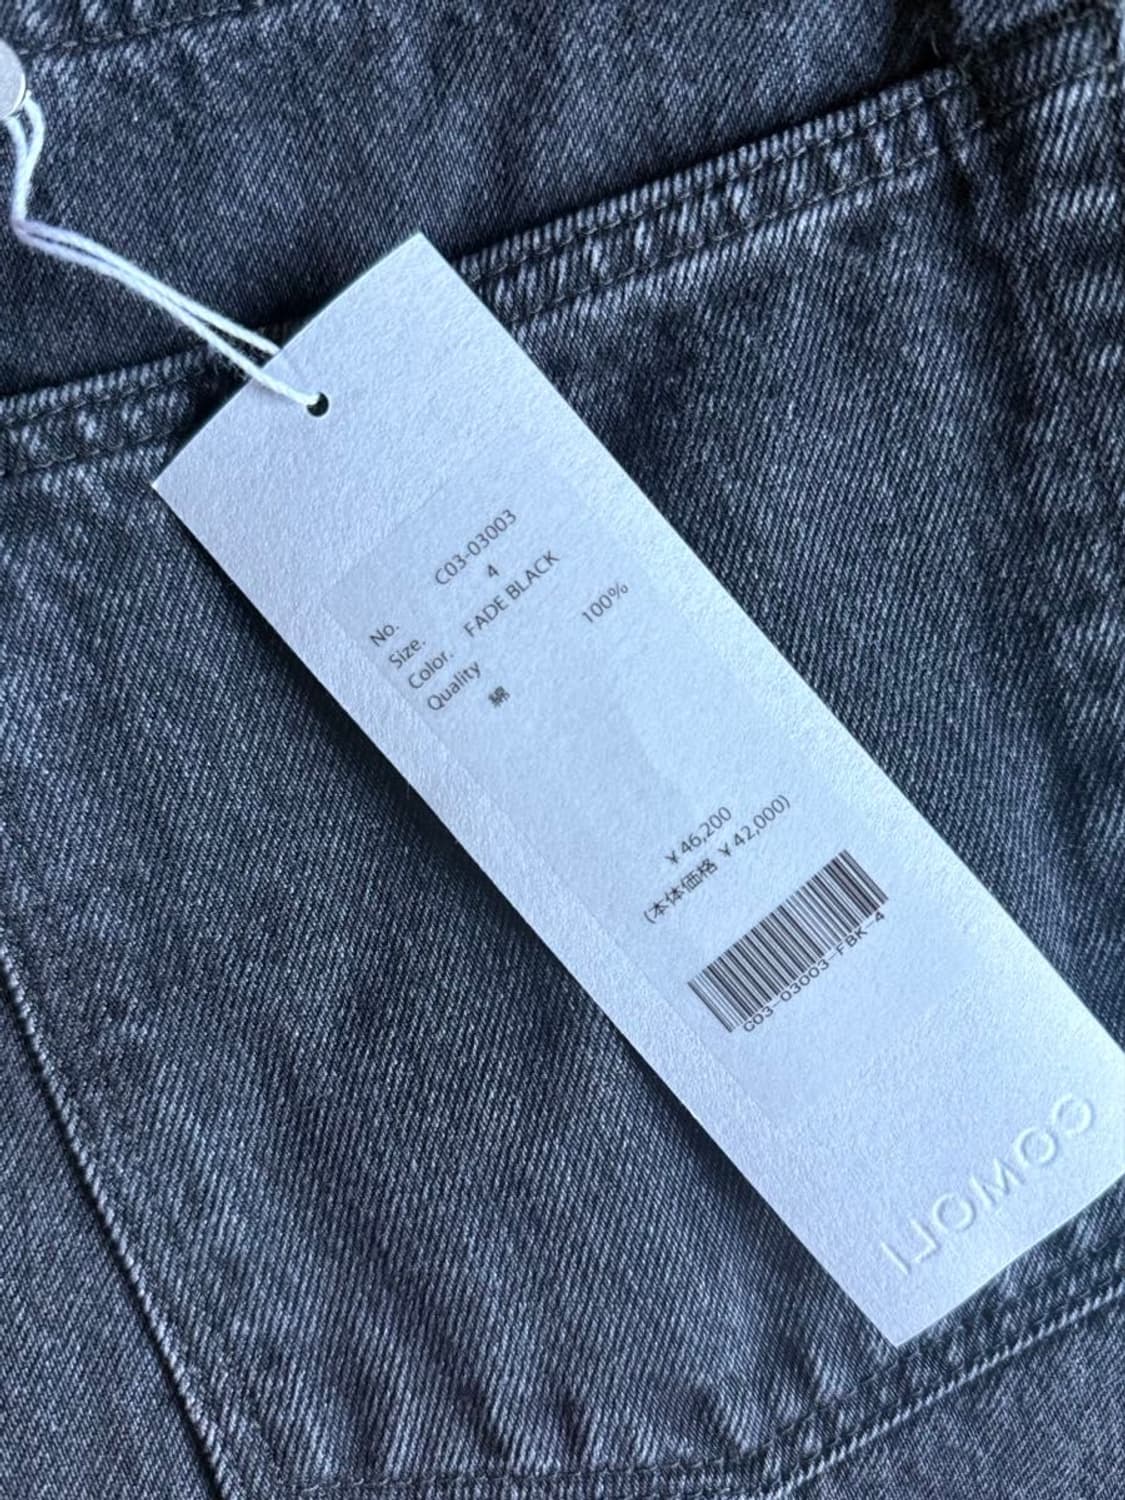 No. C03-03003
Size. 4
Color. FADE BLACK
Quality
綿 100%
¥46,200
(本体価格 ¥42,000)
C03-03003-FBK-4
COMOLI